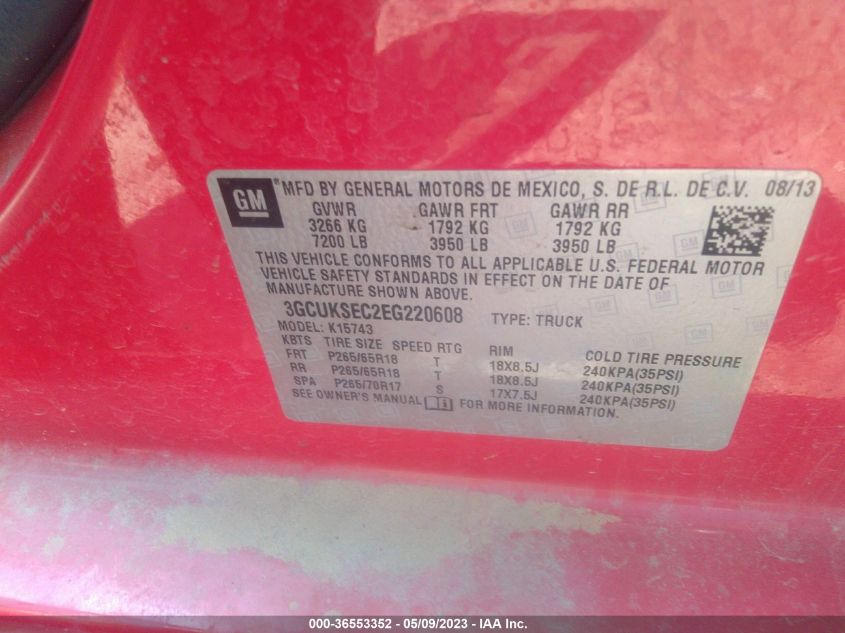 GM MFD BY GENERAL MOTORS DE MEXICO, S. DE R.L. DE C.V. 08/13
GVWR GAWR FRT GAWR RR
3266 KG 1792 KG 1792 KG
7200 LB 3950 LB 3950 LB
THIS VEHICLE CONFORMS TO ALL APPLICABLE U.S. FEDERAL MOTOR
VEHICLE SAFETY STANDARDS IN EFFECT ON THE DATE OF
MANUFACTURE SHOWN ABOVE.
3GCUKSEC2EG220608 TYPE: TRUCK
MODEL: K15743
KBTS TIRE SIZE SPEED RTG RIM COLD TIRE PRESSURE
FRT P265/65R18 T 18X8.5J 240KPA(35PSI)
RR P265/65R18 T 18X8.5J 240KPA(35PSI)
SPA P265/70R17 S 17X7.5J 240KPA(35PSI)
SEE OWNER'S MANUAL FOR MORE INFORMATION.
000-36553352 - 05/09/2023 - IAA Inc.